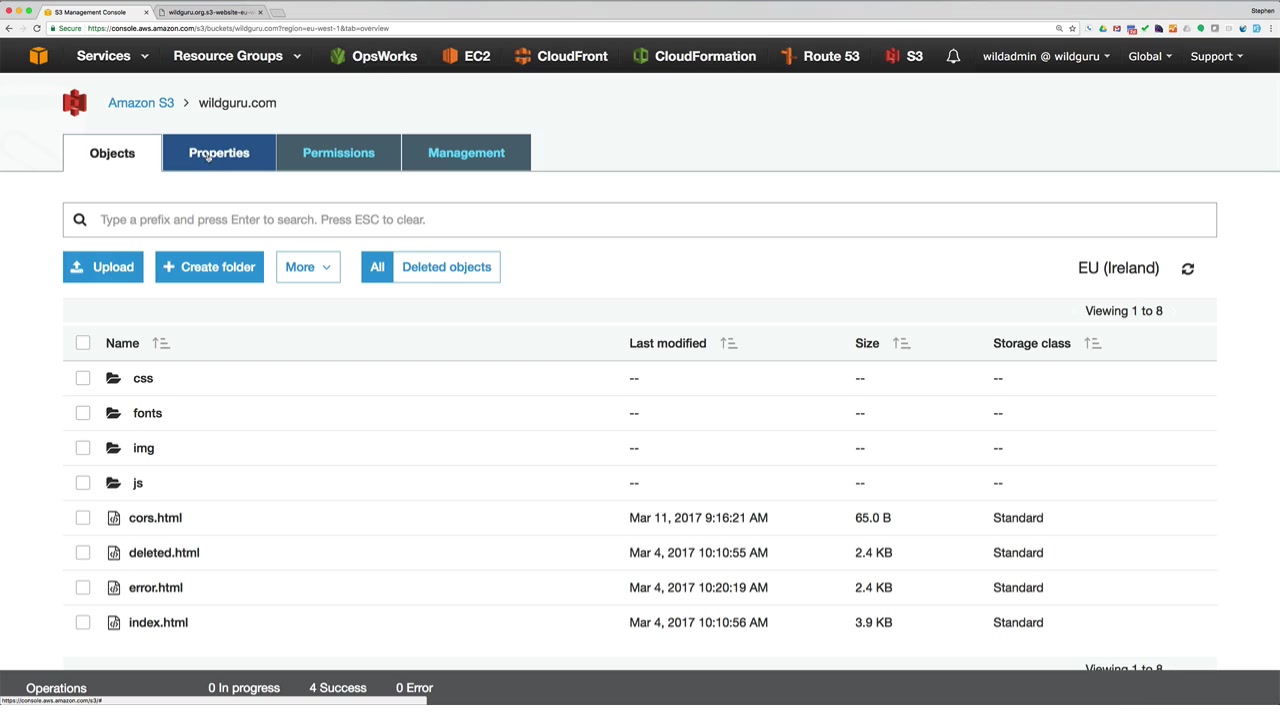 S3 Management Console
wildguru.org.s3-website-eu-w
Stephen
Secure https://console.aws.amazon.com/s3/buckets/wildguru.com?region=eu-west-1&tab=overview
Services Resource Groups OpsWorks EC2 CloudFront CloudFormation Route 53 S3 wildadmin @ wildguru Global Support
Amazon S3 > wildguru.com
Objects Properties Permissions Management
Type a prefix and press Enter to search. Press ESC to clear.
Upload + Create folder More All Deleted objects EU (Ireland)
Viewing 1 to 8
Name Last modified Size Storage class
css -- -- --
fonts -- -- --
img -- -- --
js -- -- --
cors.html Mar 11, 2017 9:16:21 AM 65.0 B Standard
deleted.html Mar 4, 2017 10:10:55 AM 2.4 KB Standard
error.html Mar 4, 2017 10:20:19 AM 2.4 KB Standard
index.html Mar 4, 2017 10:10:56 AM 3.9 KB Standard
Viewing 1 to 8
Operations 0 In progress 4 Success 0 Error
https://console.aws.amazon.com/s3/#